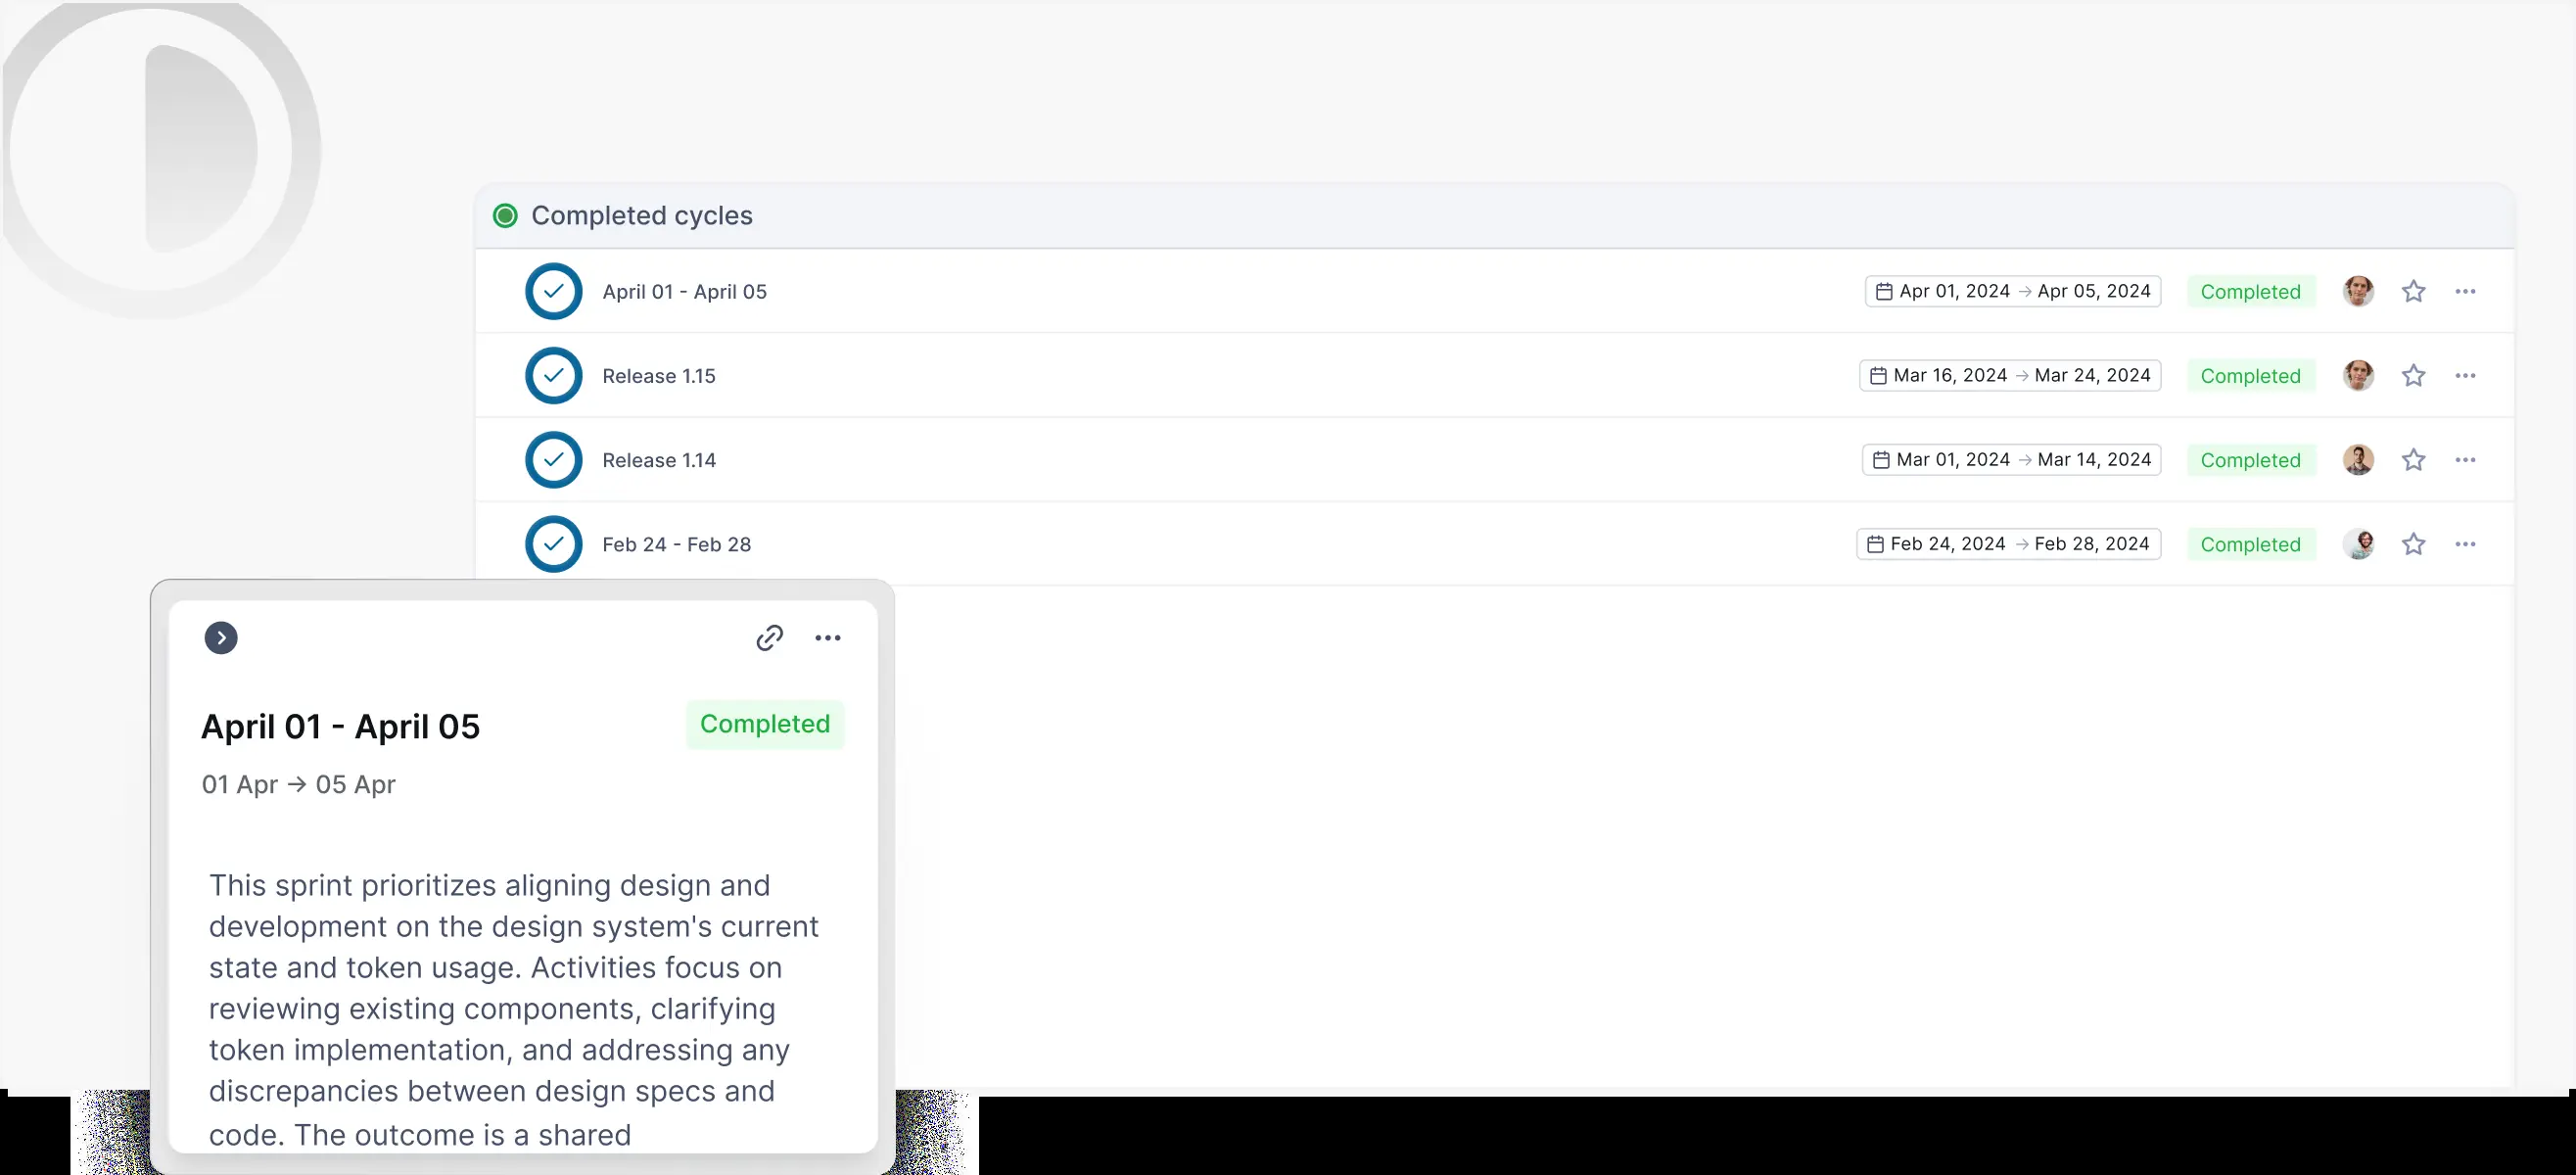 Completed cycles
April 01 - April 05 Apr 01, 2024 → Apr 05, 2024 Completed
Release 1.15 Mar 16, 2024 → Mar 24, 2024 Completed
Release 1.14 Mar 01, 2024 → Mar 14, 2024 Completed
Feb 24 - Feb 28 Feb 24, 2024 → Feb 28, 2024 Completed
April 01 - April 05 Completed
01 Apr → 05 Apr
This sprint prioritizes aligning design and
development on the design system's current
state and token usage. Activities focus on
reviewing existing components, clarifying
token implementation, and addressing any
discrepancies between design specs and
code. The outcome is a shared